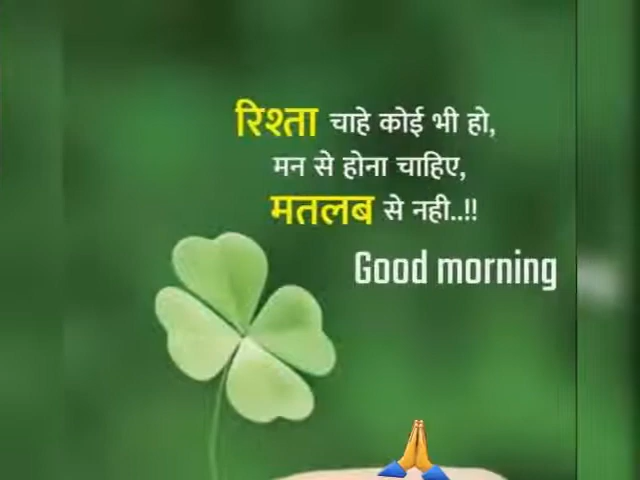 रिश्ता चाहे कोई भी हो,
मन से होना चाहिए,
मतलब से नही..!!
Good morning